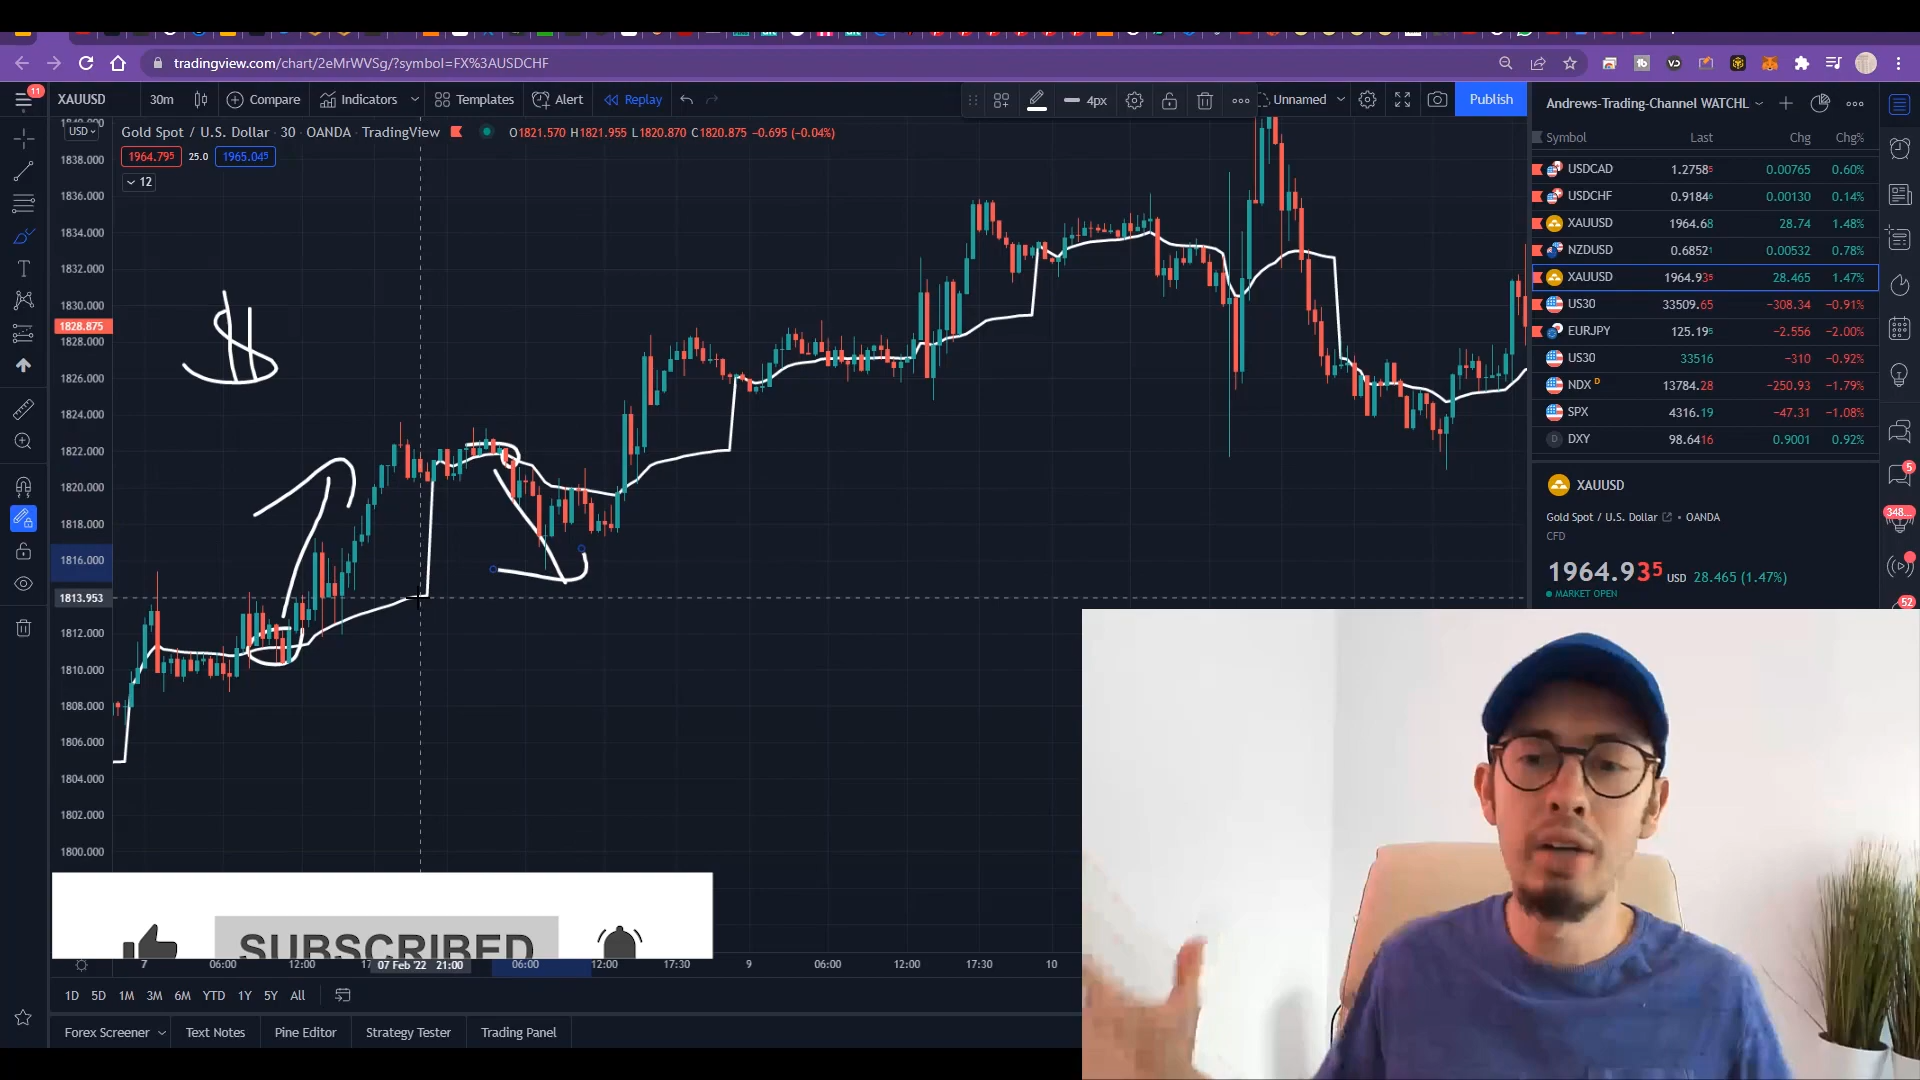 tradingview.com/chart/2eMrWVSg/?symbol=FX%3AUSDCHF
11
XAUUSD 30m Compare Indicators Templates Alert Replay 4px Unnamed Publish
Andrews-Trading-Channel WATCHL
USD
Gold Spot / U.S. Dollar · 30 · OANDA · TradingView O1821.570 H1821.955 L1820.870 C1820.875 −0.695 (−0.04%)
1964.795 25.0 1965.045
12
1838.000
1836.000
1834.000
1832.000
1830.000
1828.875
1828.000
1826.000
1824.000
1822.000
1820.000
1818.000
1816.000
1813.953
1812.000
1810.000
1808.000
1806.000
1804.000
1802.000
1800.000
$
Symbol Last Chg Chg%
USDCAD 1.27585 0.00765 0.60%
USDCHF 0.91846 0.00130 0.14%
XAUUSD 1964.68 28.74 1.48%
NZDUSD 0.68521 0.00532 0.78%
XAUUSD 1964.935 28.465 1.47%
US30 33509.65 −308.34 −0.91%
EURJPY 125.195 −2.556 −2.00%
US30 33516 −310 −0.92%
NDX D 13784.28 −250.93 −1.79%
SPX 4316.19 −47.31 −1.08%
D DXY 98.6416 0.9001 0.92%
XAUUSD
Gold Spot / U.S. Dollar • OANDA
CFD
1964.935 USD 28.465 (1.47%)
MARKET OPEN
5
348...
52
SUBSCRIBED
7 06:00 12:00 17 07 Feb '22 21:00 06:00 12:00 17:30 9 06:00 12:00 17:30 10
1D 5D 1M 3M 6M YTD 1Y 5Y All
Forex Screener Text Notes Pine Editor Strategy Tester Trading Panel